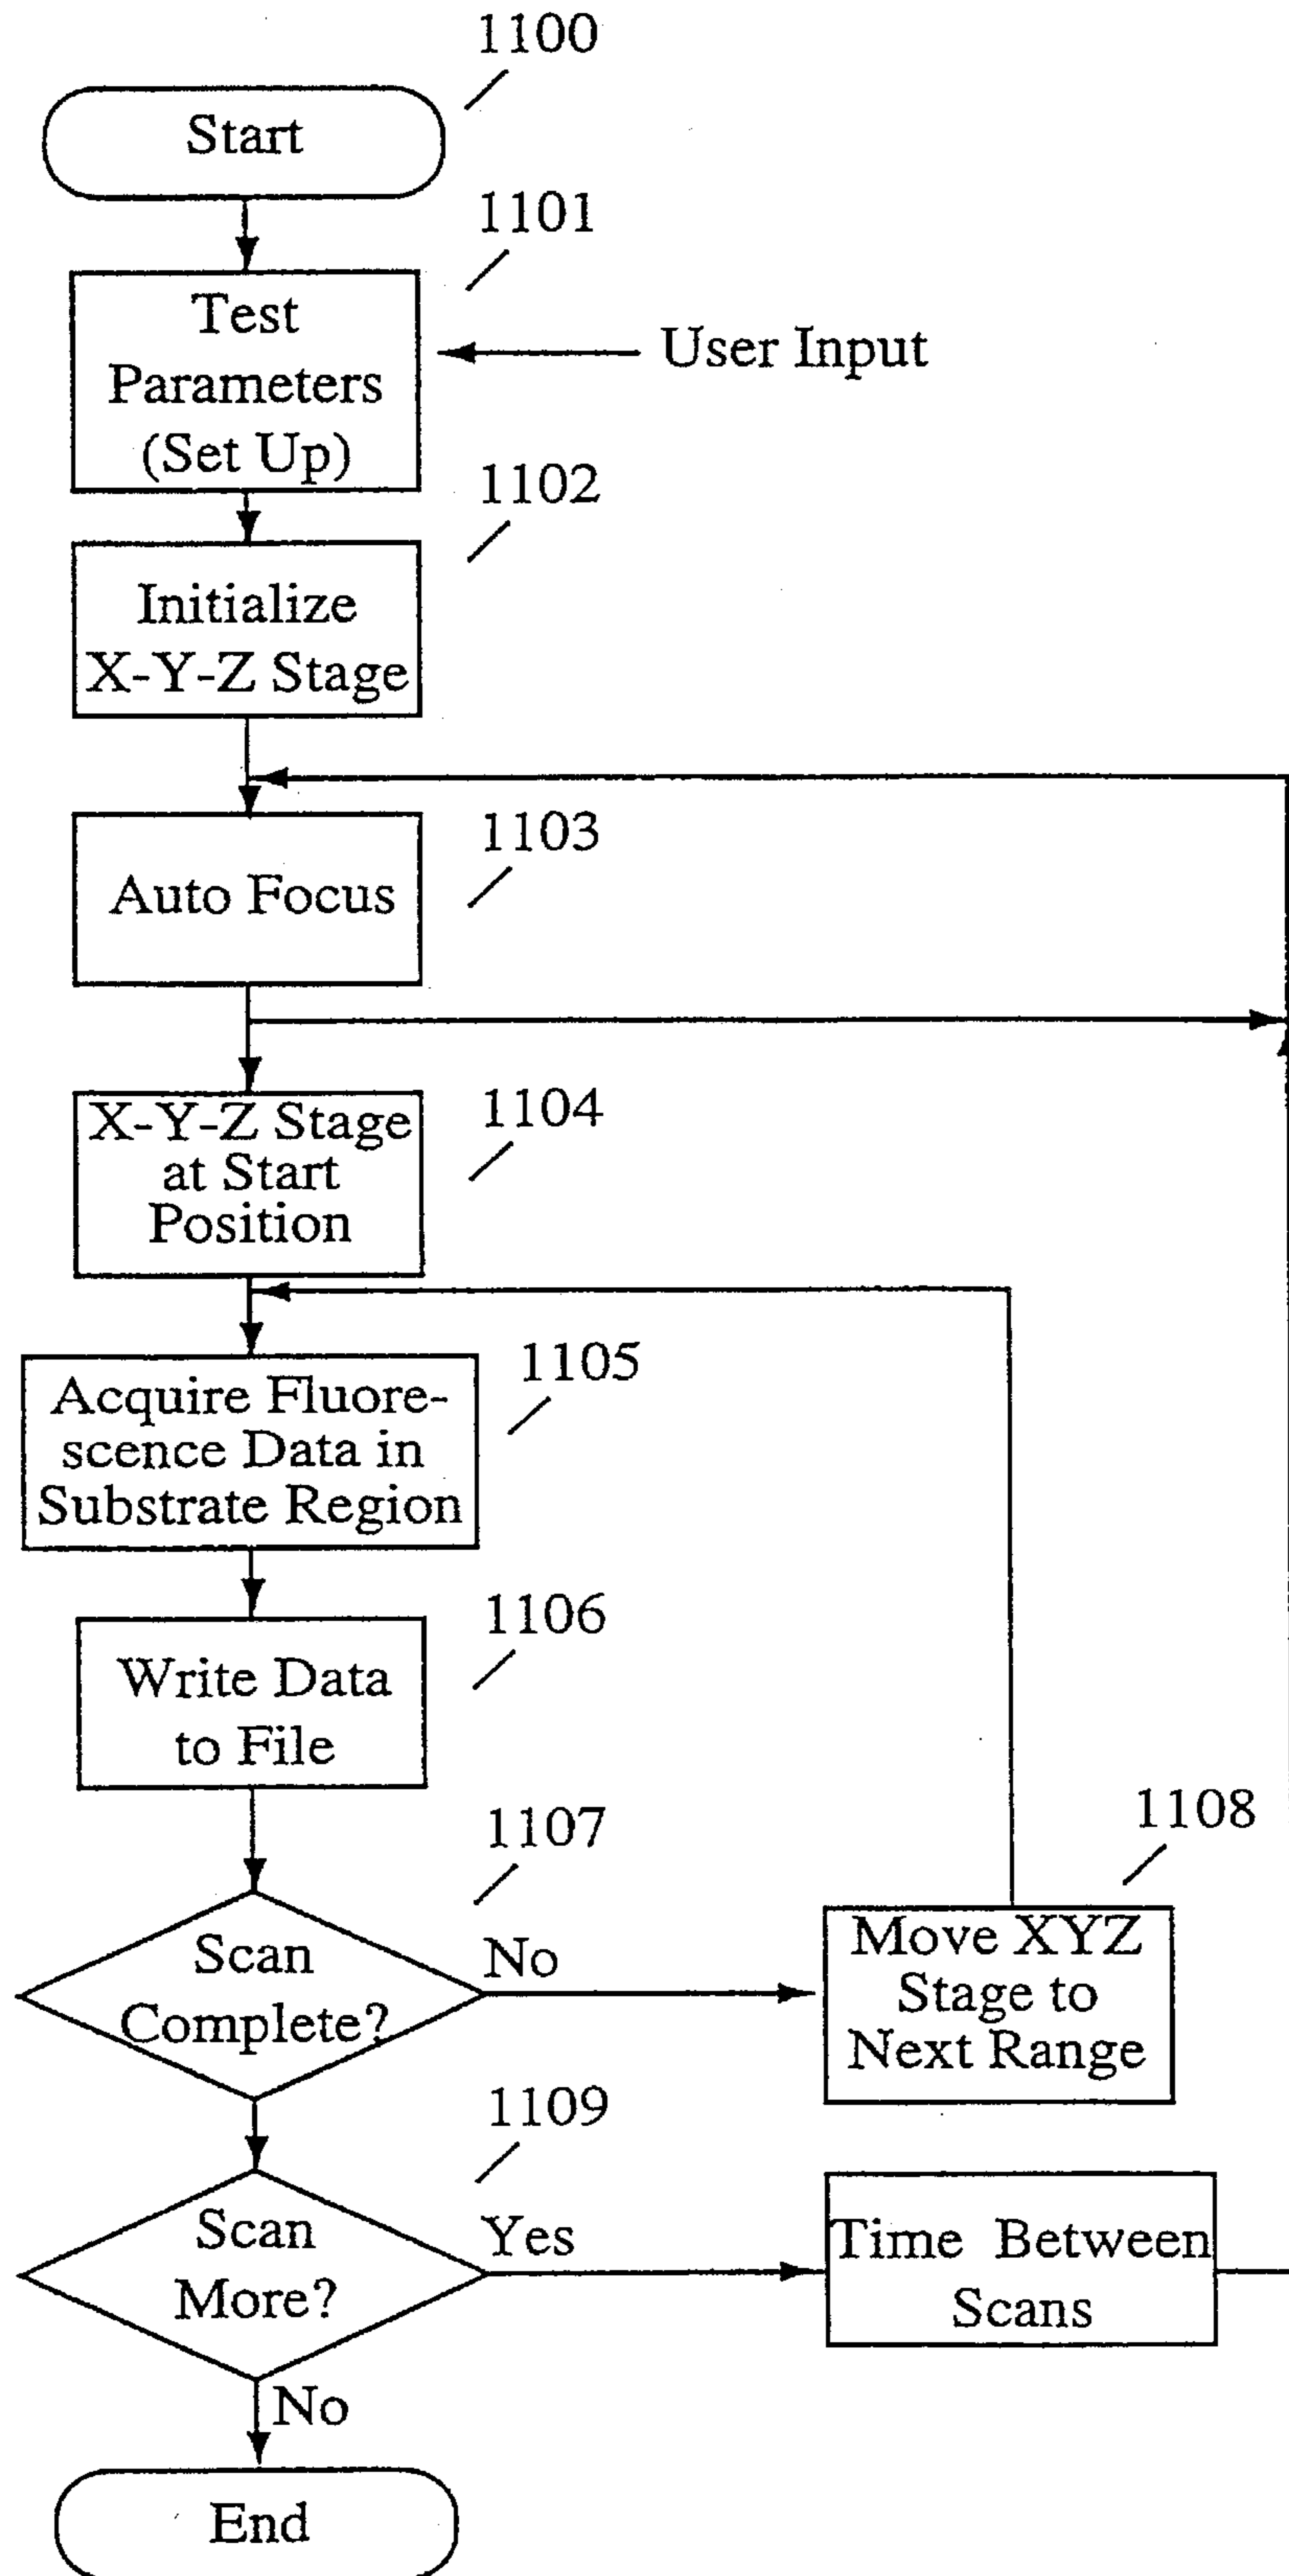 1100
Start
1101
Test
Parameters
(Set Up)
User Input
1102
Initialize
X-Y-Z Stage
1103
Auto Focus
1104
X-Y-Z Stage
at Start
Position
1105
Acquire Fluore-
scence Data in
Substrate Region
1106
Write Data
to File
1107
Scan
Complete?
No
1108
Move XYZ
Stage to
Next Range
1109
Scan
More?
Yes
Time Between
Scans
No
End